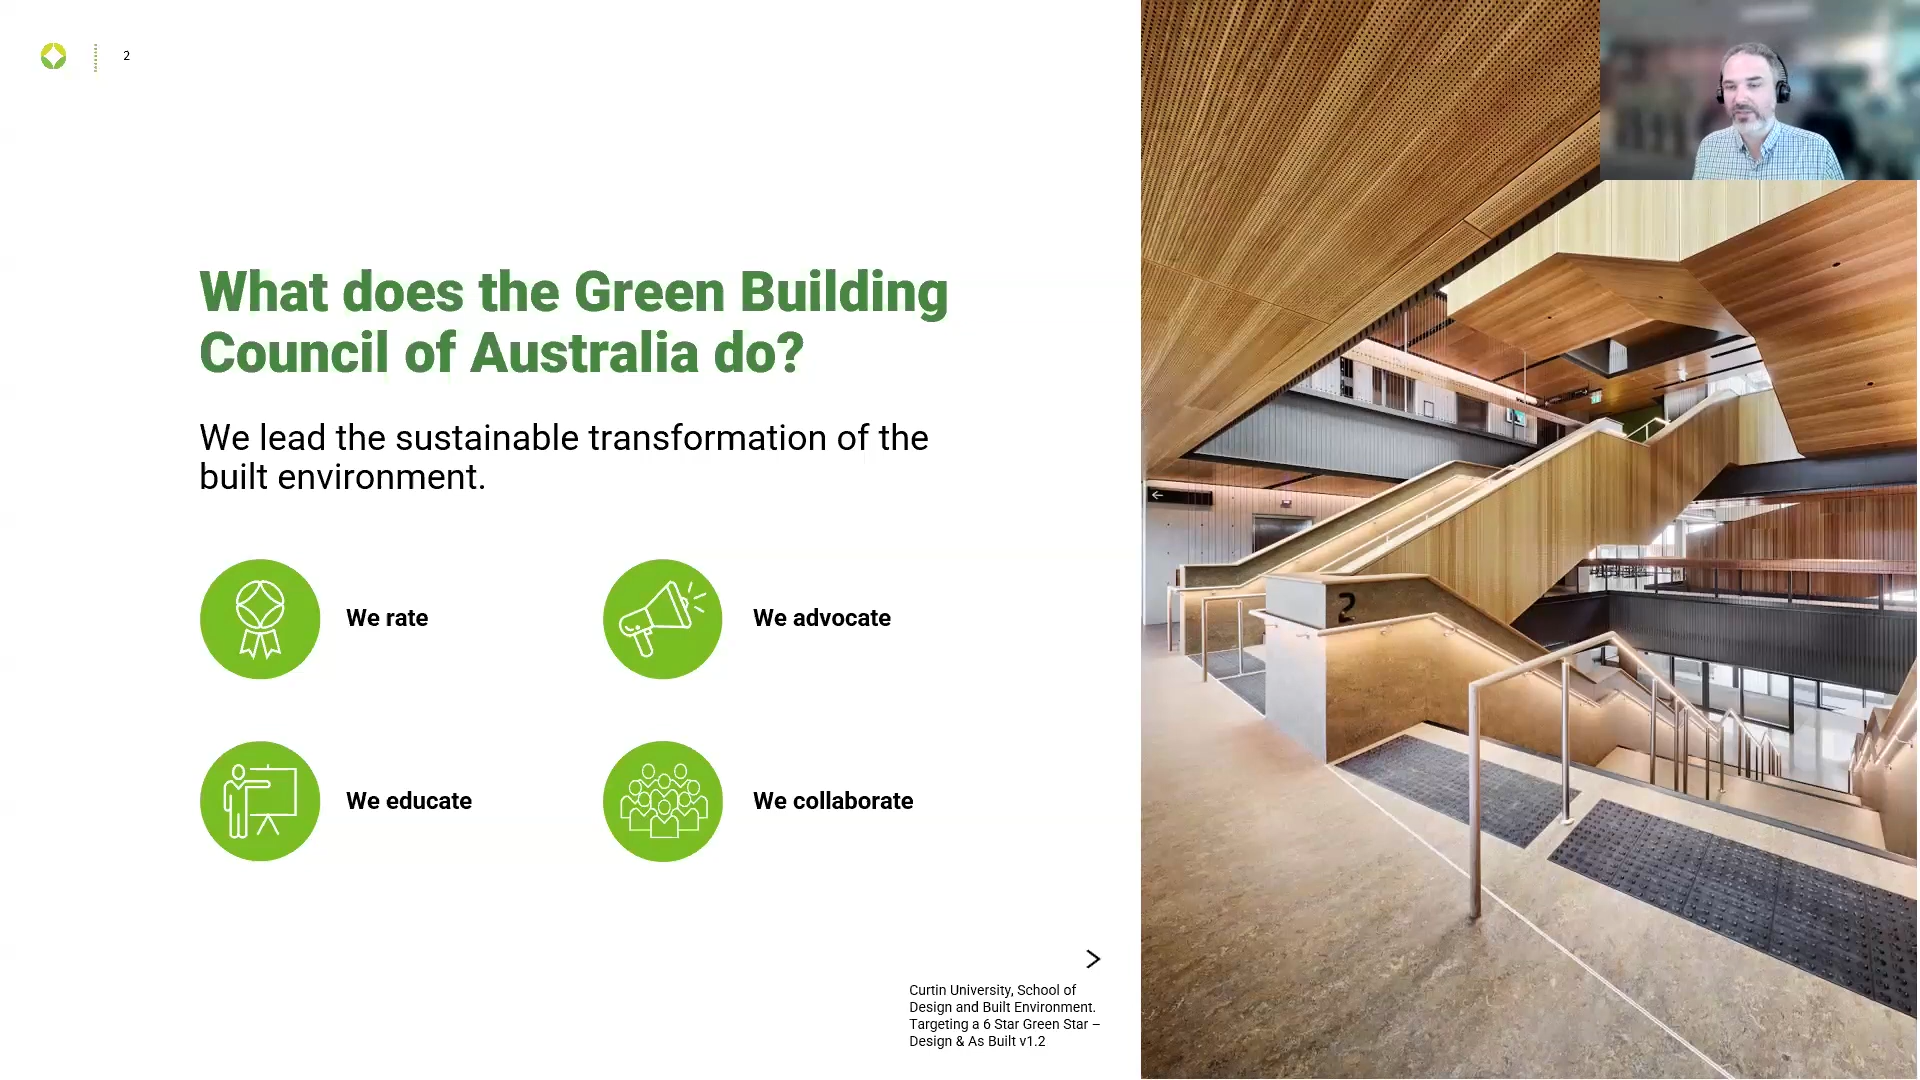 2
What does the Green Building
Council of Australia do?
We lead the sustainable transformation of the
built environment.
We rate
We advocate
We educate
We collaborate
Curtin University, School of
Design and Built Environment.
Targeting a 6 Star Green Star –
Design & As Built v1.2
2